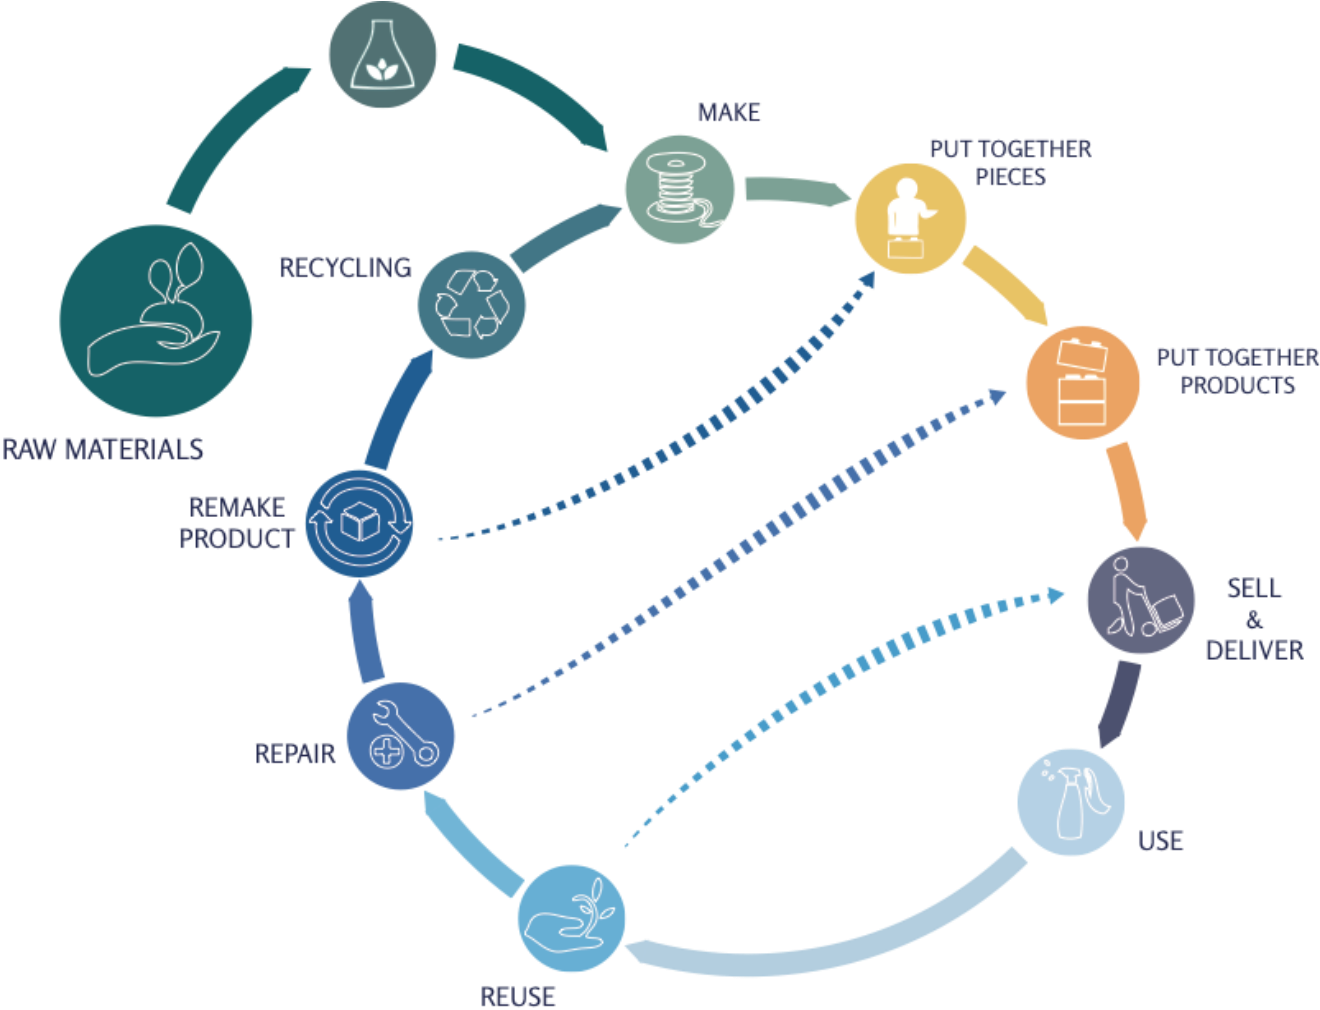 MAKE
PUT TOGETHER
PIECES
RECYCLING
PUT TOGETHER
PRODUCTS
RAW MATERIALS
REMAKE
PRODUCT
SELL
&
DELIVER
REPAIR
USE
REUSE